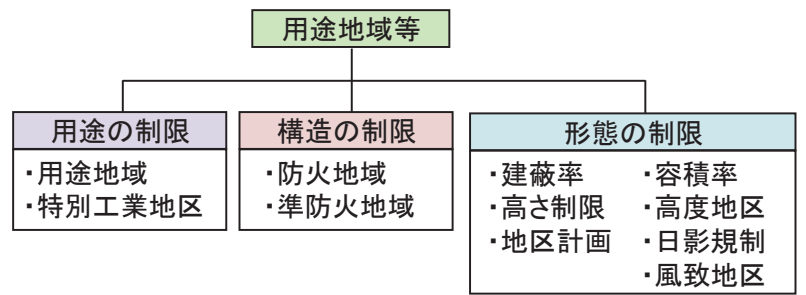 用途地域等
用途の制限
・用途地域
・特別工業地区
構造の制限
・防火地域
・準防火地域
形態の制限
・建蔽率 ・容積率
・高さ制限 ・高度地区
・地区計画 ・日影規制
・風致地区